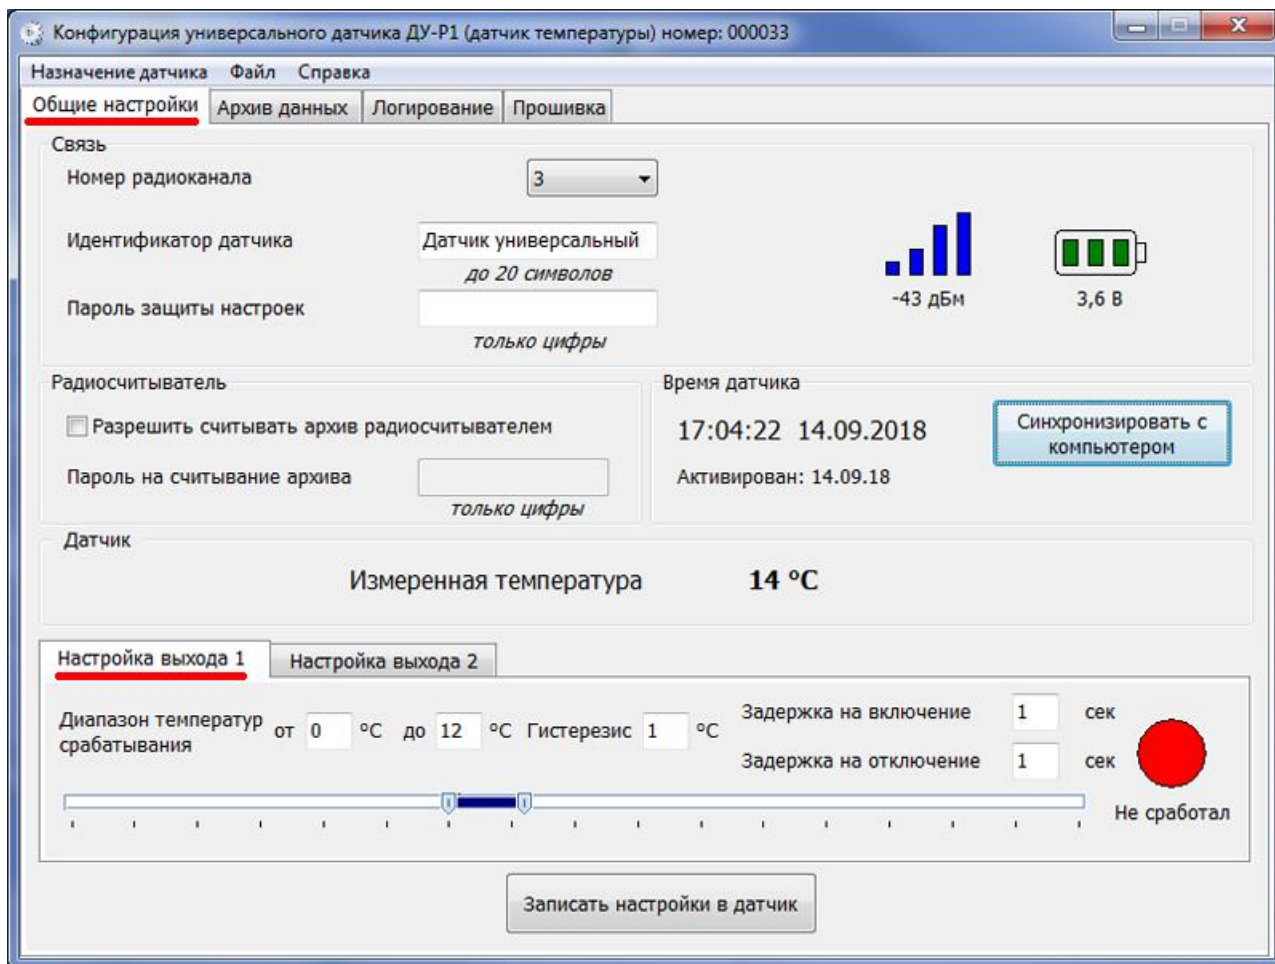 Конфигурация универсального датчика ДУ-Р1 (датчик температуры) номер: 000033
Назначение датчика Файл Справка
Общие настройки Архив данных Логирование Прошивка
Связь
Номер радиоканала 3
Идентификатор датчика Датчик универсальный
до 20 символов
-43 дБм 3,6 В
Пароль защиты настроек
только цифры
Радиосчитыватель
Разрешить считывать архив радиосчитывателем
Пароль на считывание архива
только цифры
Время датчика
17:04:22 14.09.2018
Синхронизировать с
компьютером
Активирован: 14.09.18
Датчик
Измеренная температура 14 °C
Настройка выхода 1 Настройка выхода 2
Диапазон температур
срабатывания
от 0 °C до 12 °C Гистерезис 1 °C
Задержка на включение 1 сек
Задержка на отключение 1 сек
Не сработал
Записать настройки в датчик